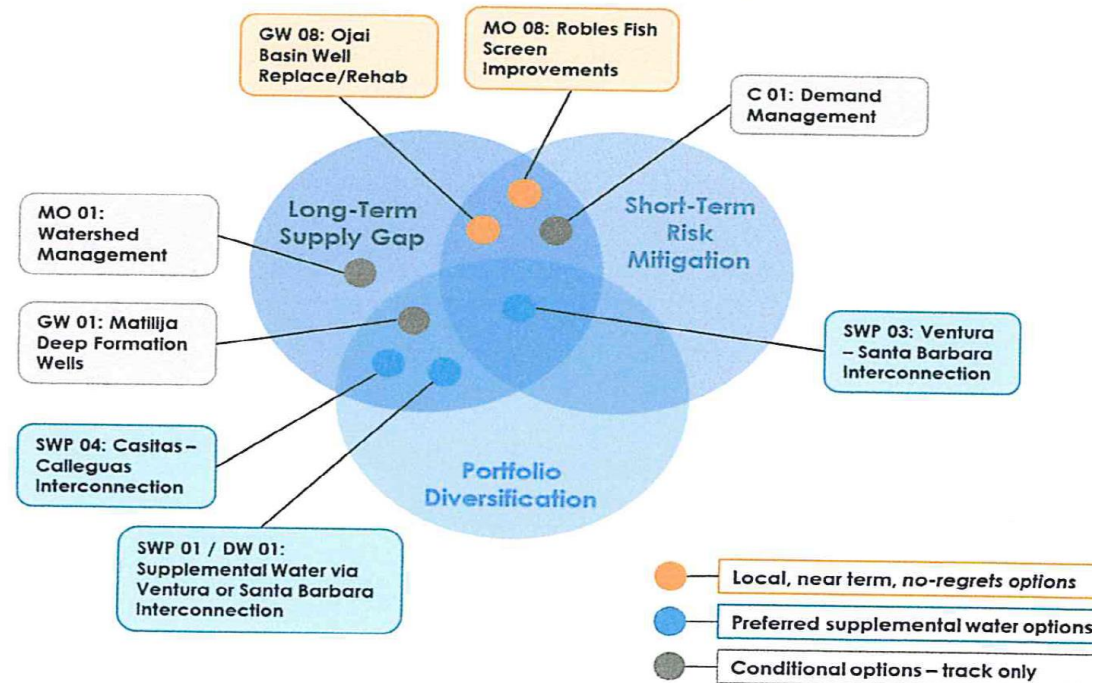 GW 08: Ojai
Basin Well
Replace/Rehab
MO 08: Robles Fish
Screen
Improvements
C 01: Demand
Management
MO 01:
Watershed
Management
Long-Term
Supply Gap
Short-Term
Risk
Mitigation
GW 01: Matilija
Deep Formation
Wells
SWP 03: Ventura
– Santa Barbara
Interconnection
SWP 04: Casitas –
Calleguas
Interconnection
Portfolio
Diversification
SWP 01 / DW 01:
Supplemental Water via
Ventura or Santa Barbara
Interconnection
Local, near term, no-regrets options
Preferred supplemental water options
Conditional options – track only